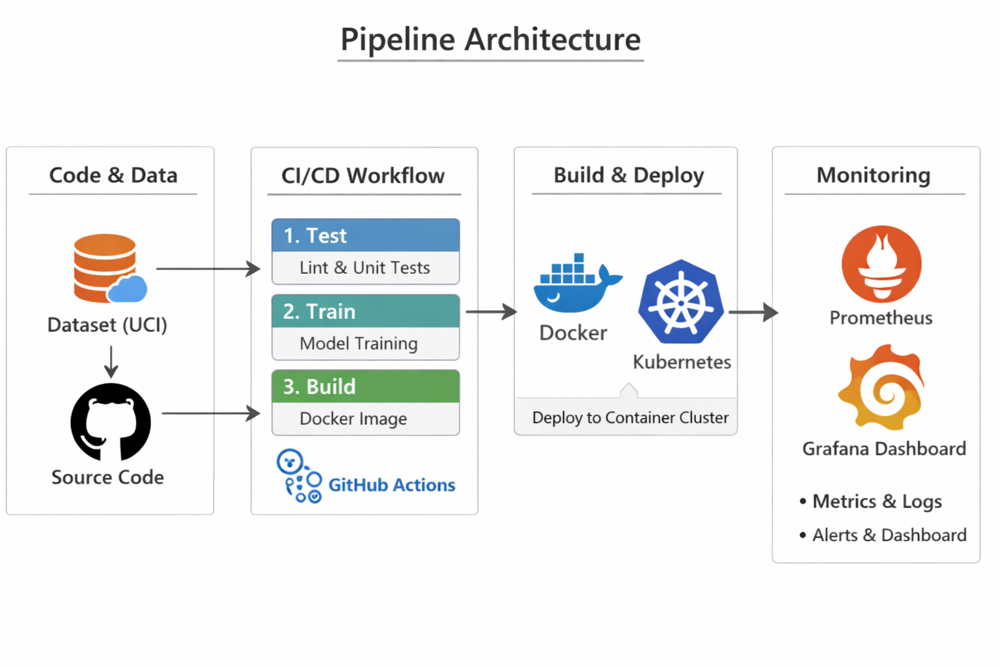 Pipeline Architecture
Code & Data
Dataset (UCI)
Source Code
CI/CD Workflow
1. Test
Lint & Unit Tests
2. Train
Model Training
3. Build
Docker Image
GitHub Actions
Build & Deploy
Docker
Kubernetes
Deploy to Container Cluster
Monitoring
Prometheus
Grafana Dashboard
• Metrics & Logs
• Alerts & Dashboard